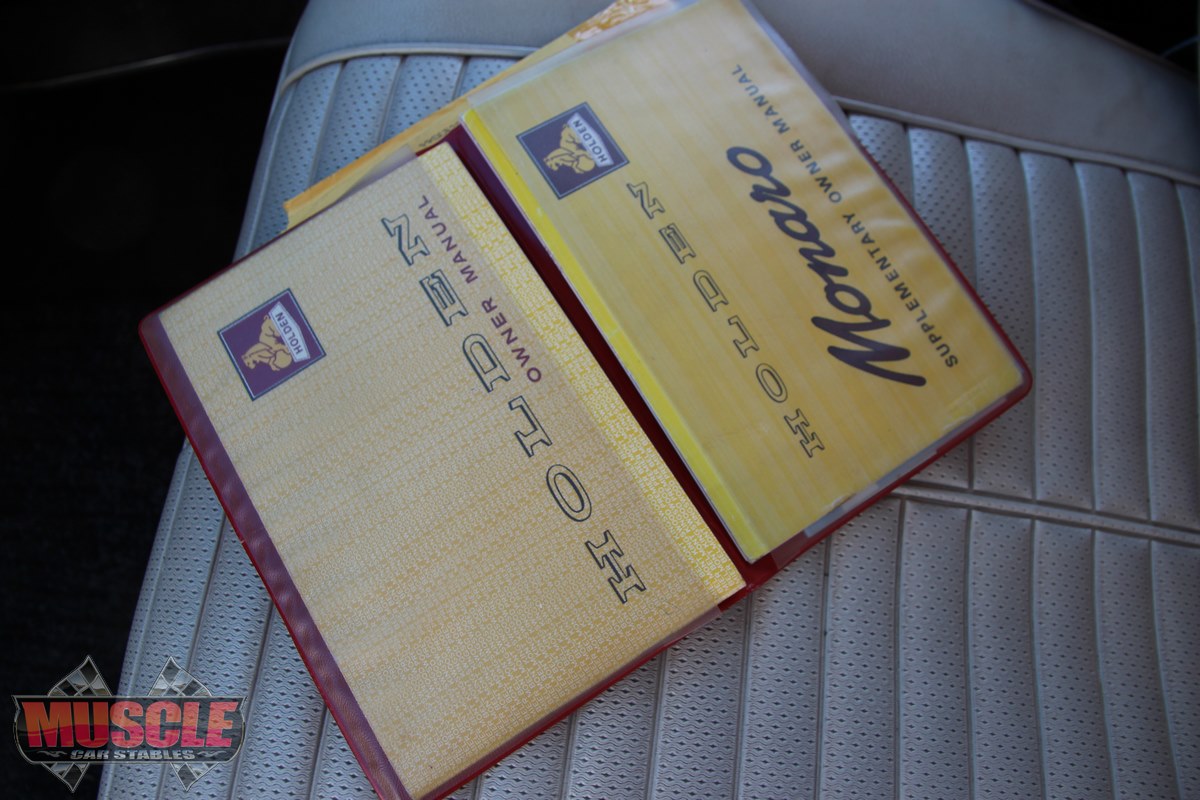 HOLDEN
OWNER MANUAL
HOLDEN
HOLDEN
HOLDEN
Monaro
SUPPLEMENTARY OWNER MANUAL
MUSCLE
CAR STABLES